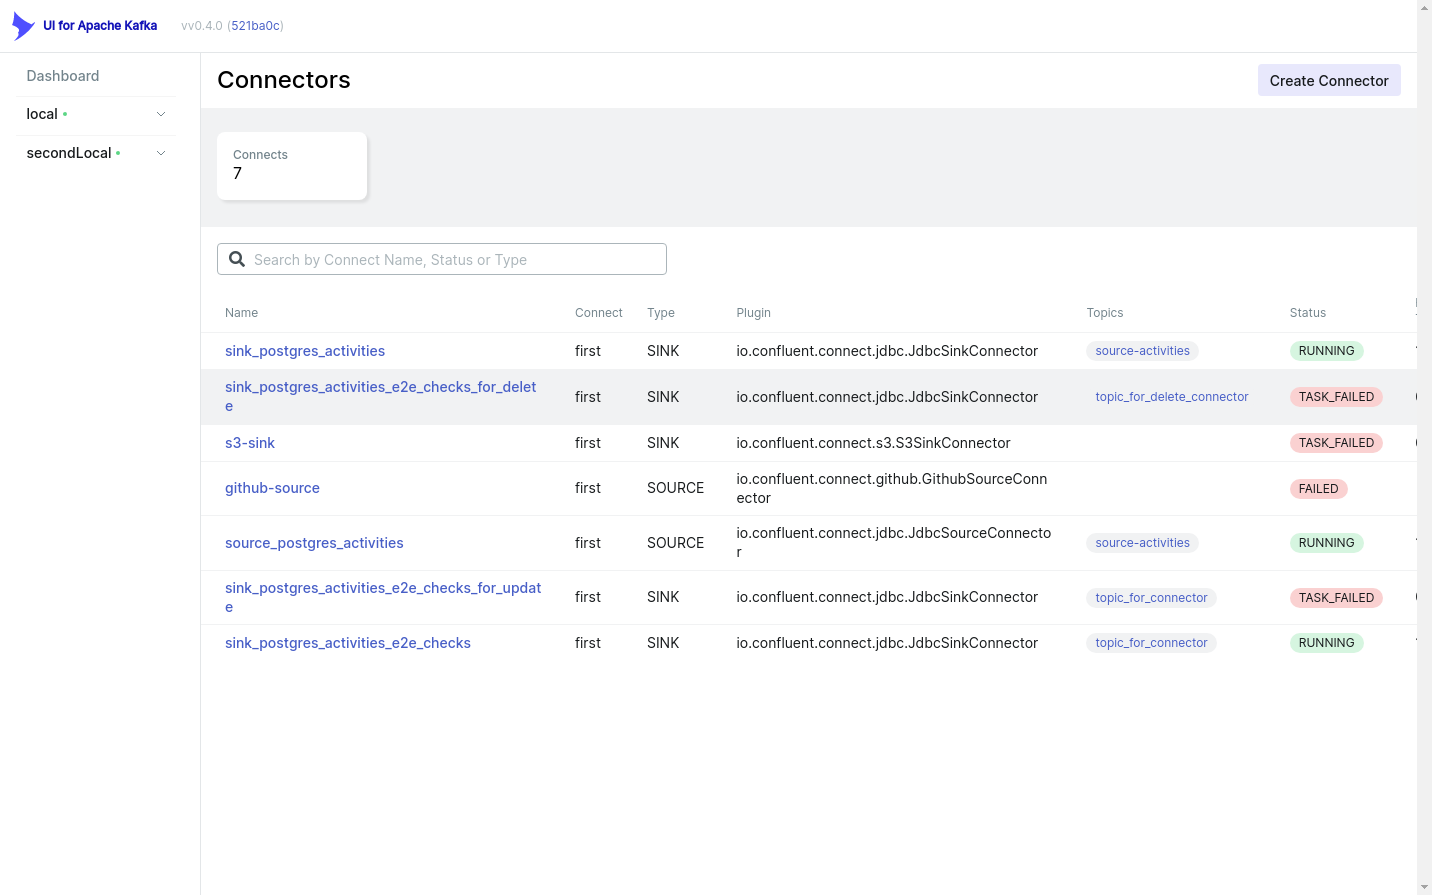 UI for Apache Kafka vv0.4.0 (521ba0c)
Dashboard
local
secondLocal
Connectors
Create Connector
Connects
7
Search by Connect Name, Status or Type
Name Connect Type Plugin Topics Status
sink_postgres_activities first SINK io.confluent.connect.jdbc.JdbcSinkConnector source-activities RUNNING
sink_postgres_activities_e2e_checks_for_delet
e
first SINK io.confluent.connect.jdbc.JdbcSinkConnector topic_for_delete_connector TASK_FAILED
s3-sink first SINK io.confluent.connect.s3.S3SinkConnector TASK_FAILED
github-source first SOURCE
io.confluent.connect.github.GithubSourceConn
ector
FAILED
source_postgres_activities first SOURCE
io.confluent.connect.jdbc.JdbcSourceConnecto
r
source-activities RUNNING
sink_postgres_activities_e2e_checks_for_updat
e
first SINK io.confluent.connect.jdbc.JdbcSinkConnector topic_for_connector TASK_FAILED
sink_postgres_activities_e2e_checks first SINK io.confluent.connect.jdbc.JdbcSinkConnector topic_for_connector RUNNING